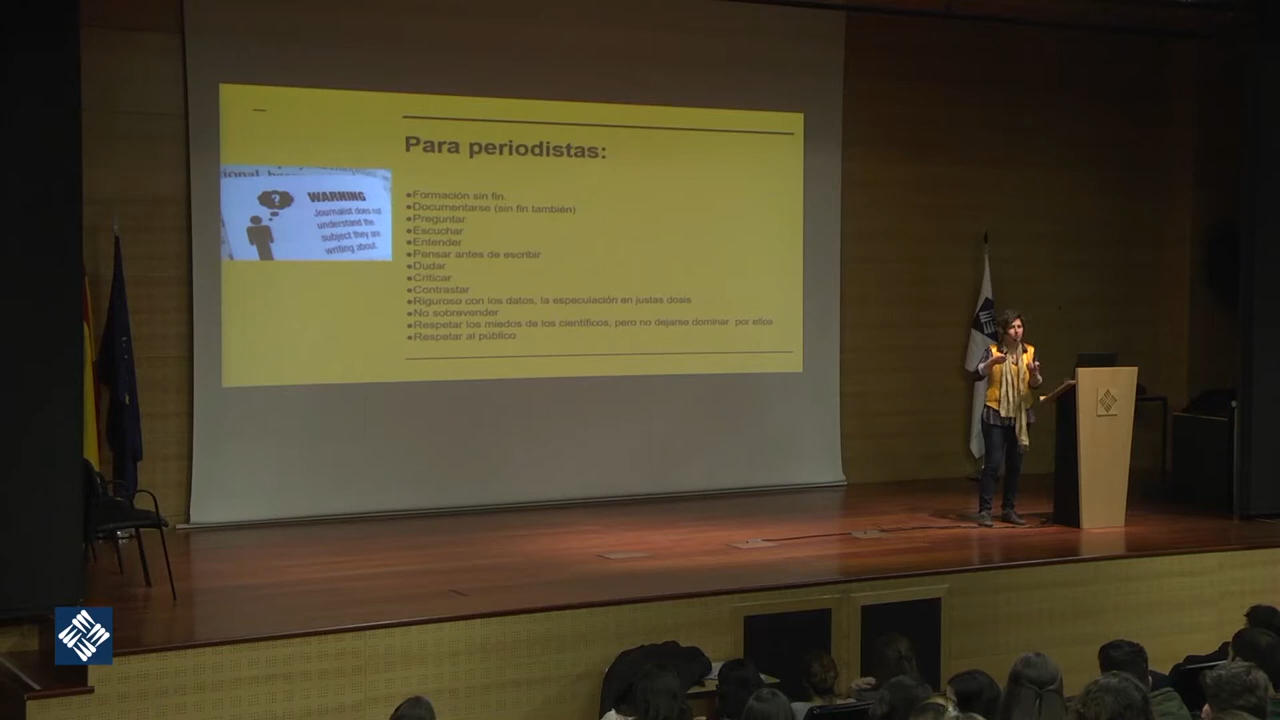 Para periodistas:
WARNING
Journalist does not
understand the
subject they are
writing about.
•Formación sin fin.
•Documentarse (sin fin también)
•Preguntar
•Escuchar
•Entender
•Pensar antes de escribir
•Dudar
•Criticar
•Contrastar
•Riguroso con los datos, la especulación en justas dosis
•No sobrevender
•Respetar los miedos de los científicos, pero no dejarse dominar por ellos
•Respetar al público